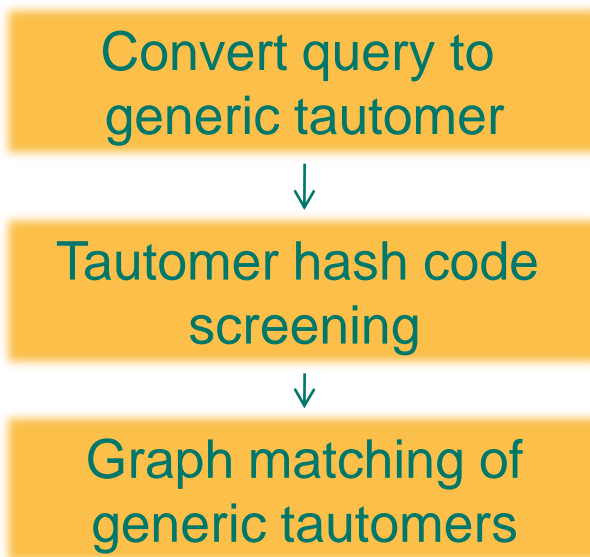 Convert query to
generic tautomer
Tautomer hash code
screening
Graph matching of
generic tautomers